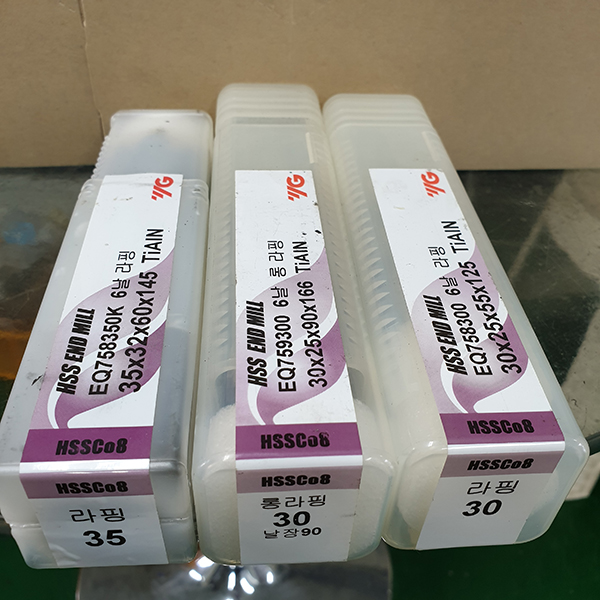 YG
HSS END MILL
EQ758350K 6날 라핑
35x32x60x145 TiAlN
HSSCo8
HSSCo8
라핑
35
YG
HSS END MILL
EQ759300 6날 롱 라핑
30x25x90x166 TiAlN
HSSCo8
HSSCo8
롱라핑
30
날장90
YG
HSS END MILL
EQ758300 6날 라핑
30x25x55x125 TiAlN
HSSCo8
HSSCo8
라핑
30